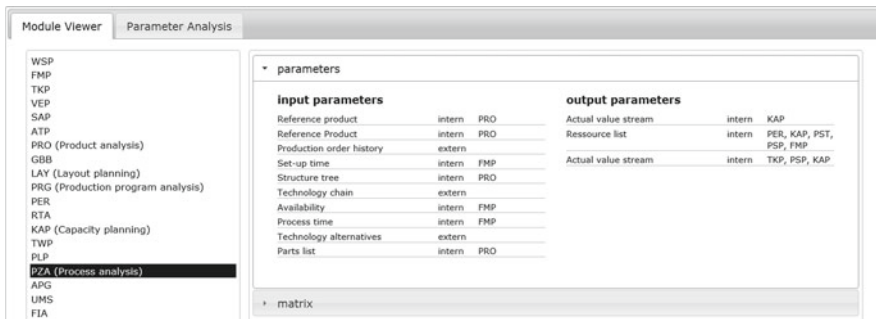 Module Viewer Parameter Analysis
WSP
FMP
TKP
VEP
SAP
ATP
PRO (Product analysis)
GBB
LAY (Layout planning)
PRG (Production program analysis)
PER
RTA
KAP (Capacity planning)
TWP
PLP
PZA (Process analysis)
APG
UMS
FIA
parameters
input parameters
Reference product intern PRO
Reference Product intern PRO
Production order history extern
Set-up time intern FMP
Structure tree intern PRO
Technology chain extern
Availability intern FMP
Process time intern FMP
Technology alternatives extern
Parts list intern PRO
output parameters
Actual value stream intern KAP
Ressource list intern PER, KAP, PST,
PSP, FMP
Actual value stream intern TKP, PSP, KAP
matrix